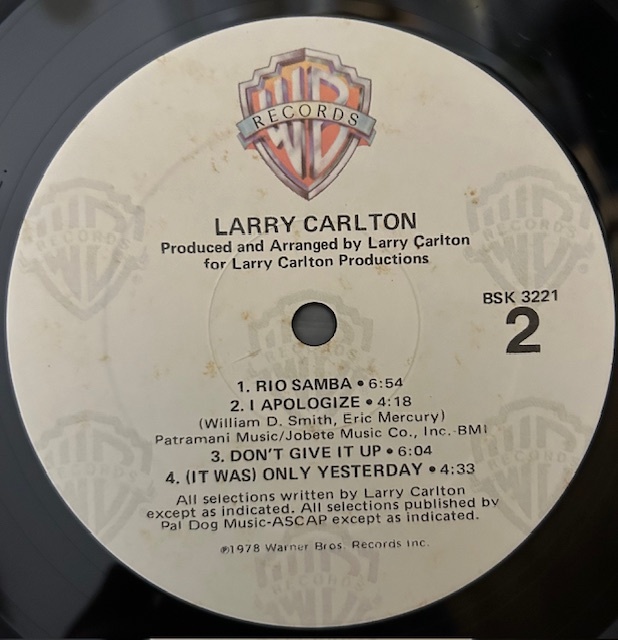 WB
RECORDS
LARRY CARLTON
Produced and Arranged by Larry Carlton
for Larry Carlton Productions
BSK 3221
2
1. RIO SAMBA • 6:54
2. I APOLOGIZE • 4:18
(William D. Smith, Eric Mercury)
Patramani Music/Jobete Music Co., Inc.-BMI
3. DON'T GIVE IT UP • 6:04
4. (IT WAS) ONLY YESTERDAY • 4:33
All selections written by Larry Carlton
except as indicated. All selections published by
Pal Dog Music-ASCAP except as indicated.
℗1978 Warner Bros. Records Inc.